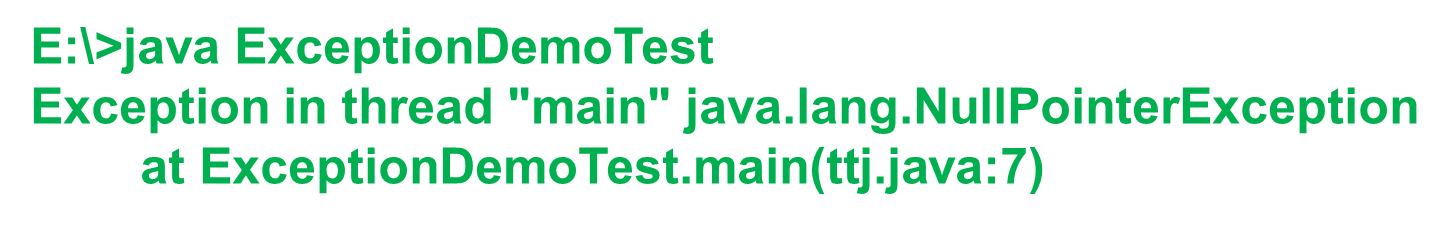 E:\>java ExceptionDemoTest
Exception in thread "main" java.lang.NullPointerException
at ExceptionDemoTest.main(ttj.java:7)